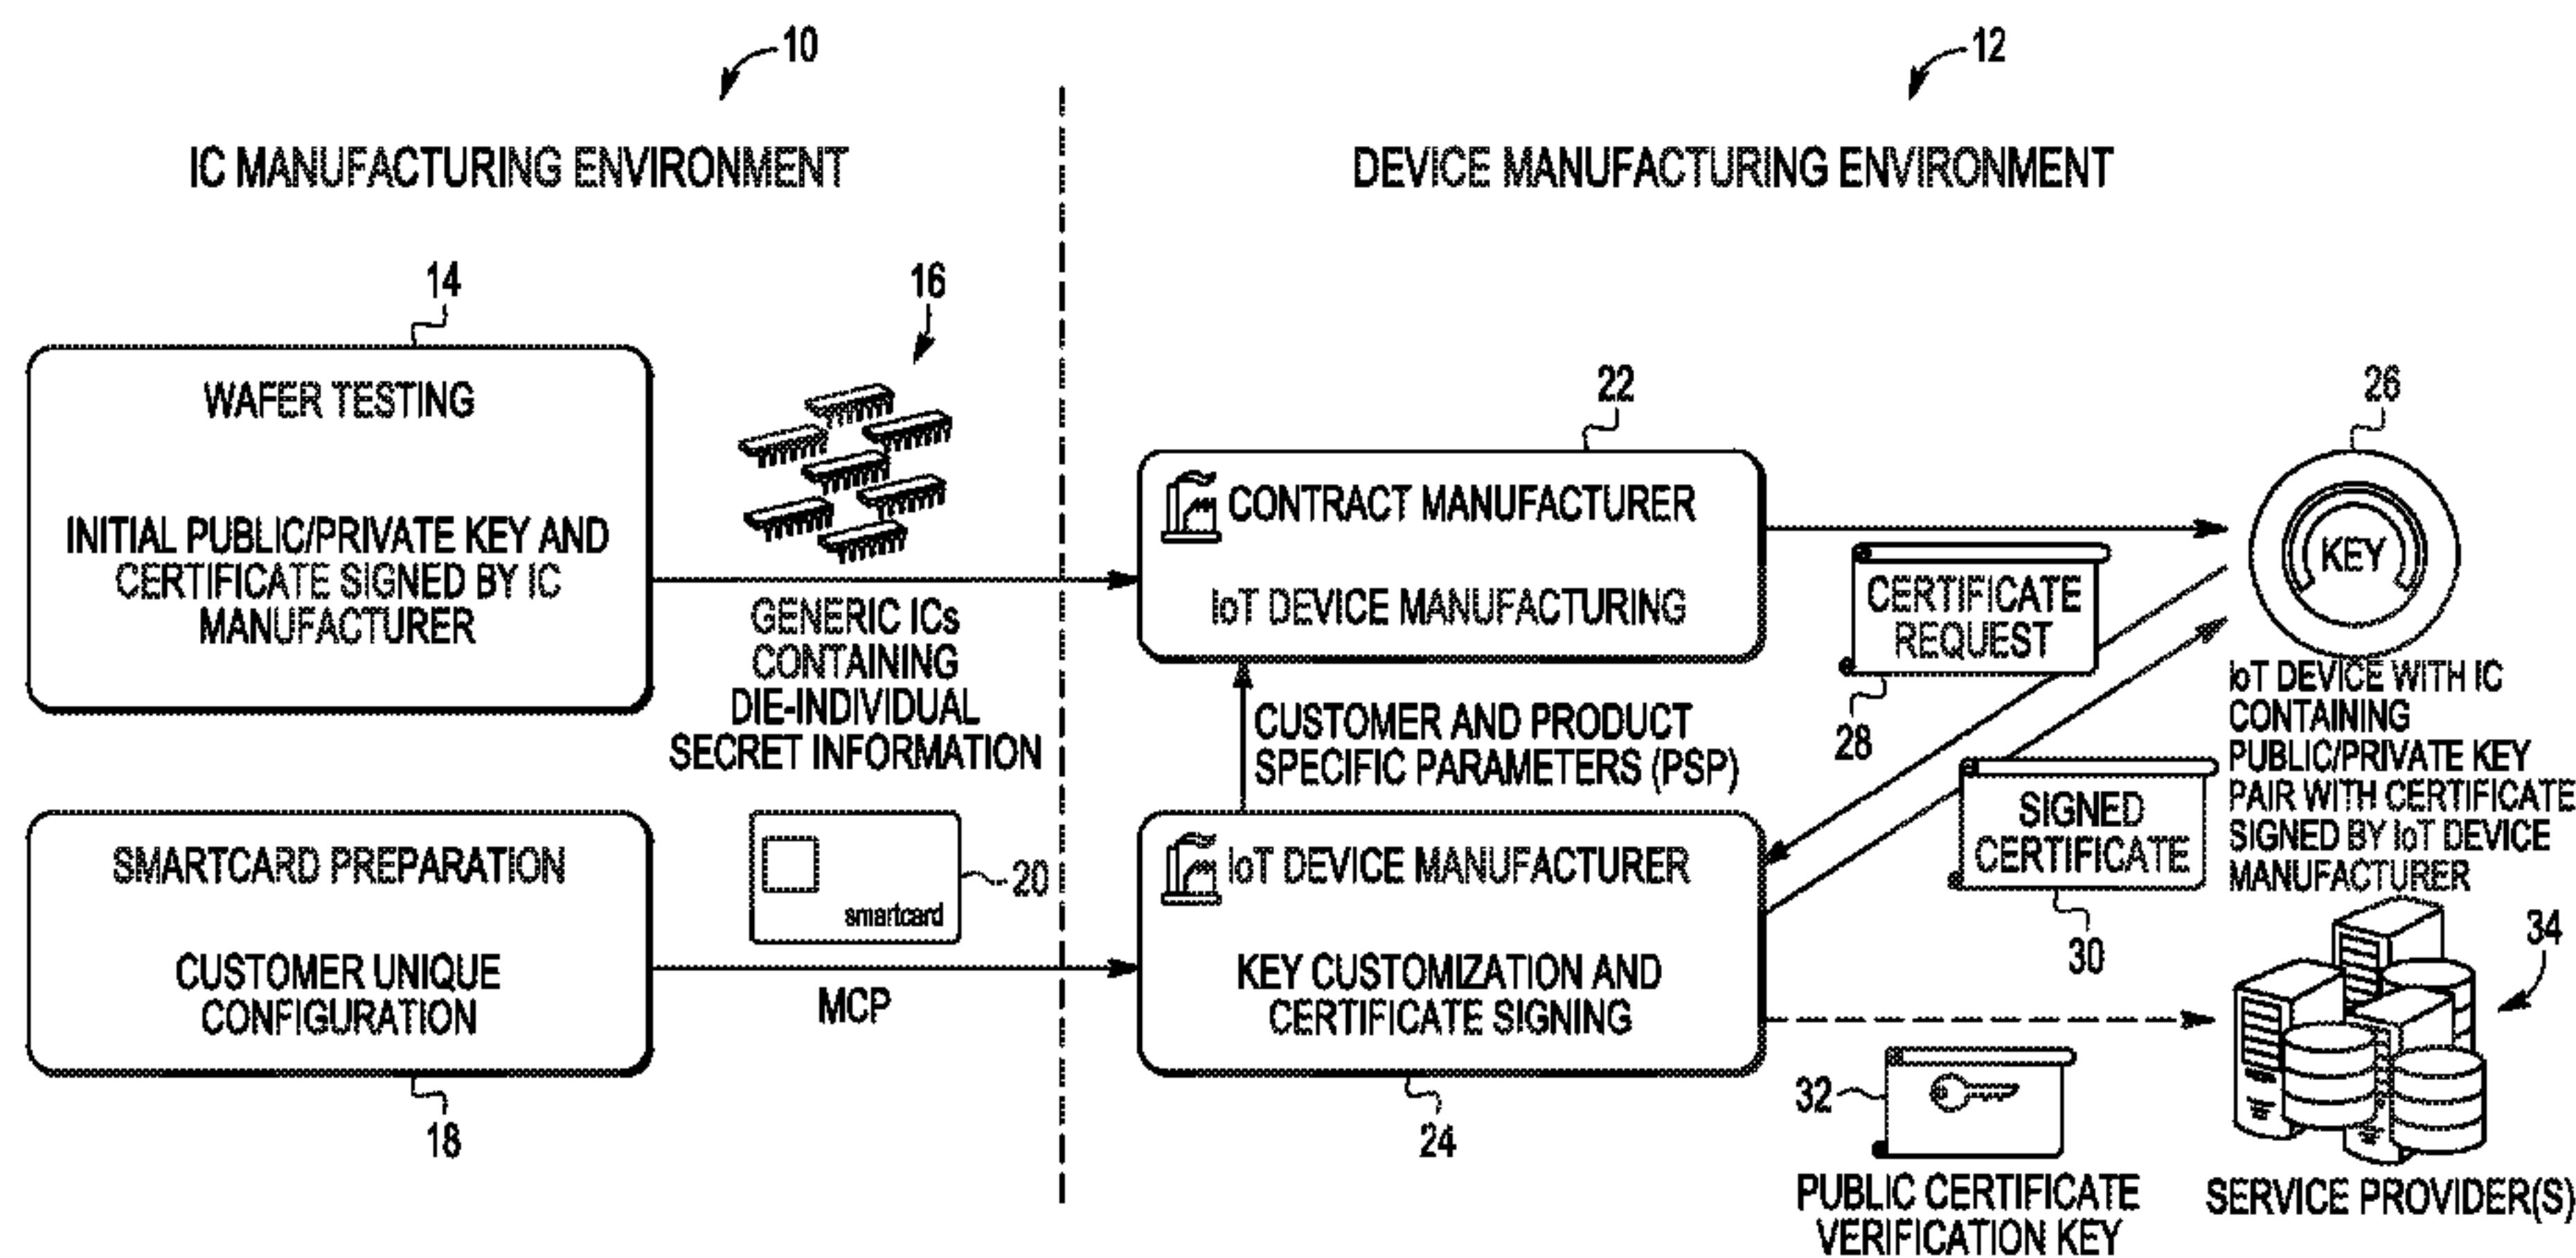 10
12
IC MANUFACTURING ENVIRONMENT
DEVICE MANUFACTURING ENVIRONMENT
14
WAFER TESTING
INITIAL PUBLIC/PRIVATE KEY AND
CERTIFICATE SIGNED BY IC
MANUFACTURER
16
GENERIC ICs
CONTAINING
DIE-INDIVIDUAL
SECRET INFORMATION
22
CONTRACT MANUFACTURER
IoT DEVICE MANUFACTURING
26
KEY
IoT DEVICE WITH IC
CONTAINING
PUBLIC/PRIVATE KEY
PAIR WITH CERTIFICATE
SIGNED BY IoT DEVICE
MANUFACTURER
CERTIFICATE
REQUEST
28
CUSTOMER AND PRODUCT
SPECIFIC PARAMETERS (PSP)
SMARTCARD PREPARATION
CUSTOMER UNIQUE
CONFIGURATION
18
smartcard
20
MCP
IoT DEVICE MANUFACTURER
KEY CUSTOMIZATION AND
CERTIFICATE SIGNING
24
SIGNED
CERTIFICATE
30
34
32
PUBLIC CERTIFICATE
VERIFICATION KEY
SERVICE PROVIDER(S)